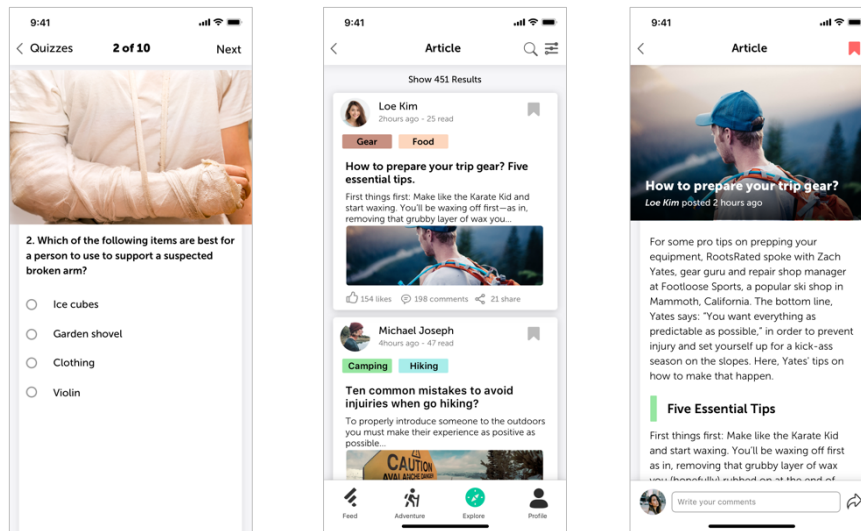 9:41
Quizzes
2 of 10
Next
2. Which of the following items are best for
a person to use to support a suspected
broken arm?
Ice cubes
Garden shovel
Clothing
Violin
9:41
Article
Show 451 Results
Loe Kim
2hours ago - 25 read
Gear
Food
How to prepare your trip gear? Five
essential tips.
First things first: Make like the Karate Kid and
start waxing. You'll be waxing off first—as in,
removing that grubby layer of wax you...
154 likes
198 comments
21 share
Michael Joseph
4hours ago - 47 read
Camping
Hiking
Ten common mistakes to avoid
injuiries when go hiking?
To properly introduce someone to the outdoors
you must make their experience as positive as
possible...
CAUTION
AVALANCHE DANGER
Feed
Adventure
Explore
Profile
9:41
Article
How to prepare your trip gear?
Loe Kim posted 2 hours ago
For some pro tips on prepping your
equipment, RootsRated spoke with Zach
Yates, gear guru and repair shop manager
at Footloose Sports, a popular ski shop in
Mammoth, California. The bottom line,
Yates says: "You want everything as
predictable as possible," in order to prevent
injury and set yourself up for a kick-ass
season on the slopes. Here, Yates' tips on
how to make that happen.
Five Essential Tips
First things first: Make like the Karate Kid
and start waxing. You'll be waxing off first
as in, removing that grubby layer of wax
you (hopefully) rubbed on at the end of
Write your comments